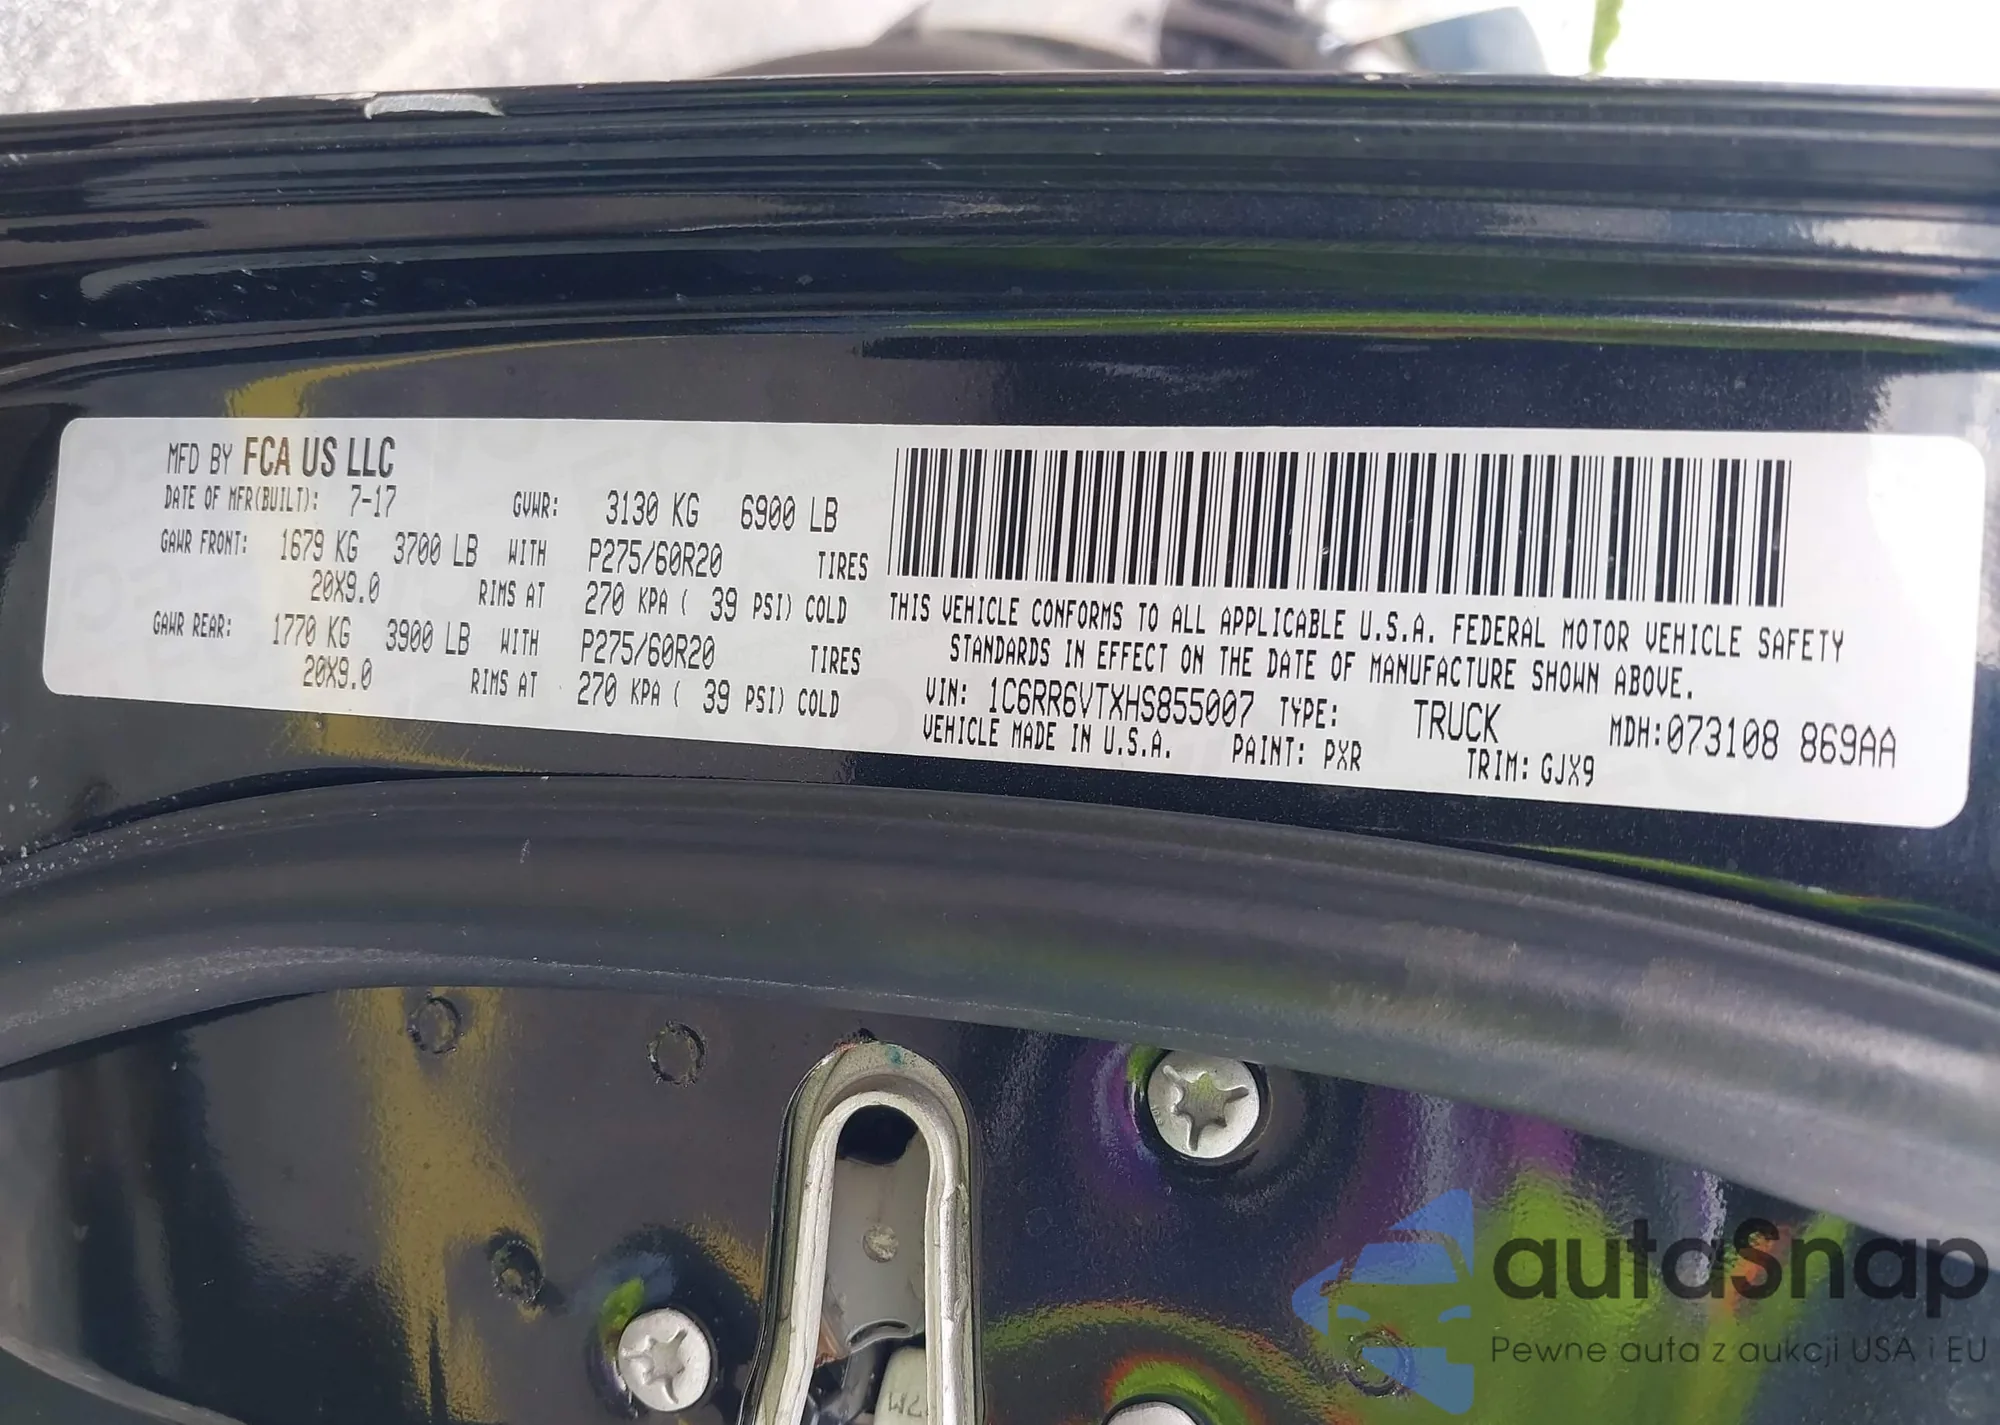 MFD BY FCA US LLC
DATE OF MFR(BUILT): 7-17 GVWR: 3130 KG 6900 LB
GAWR FRONT: 1679 KG 3700 LB WITH P275/60R20 TIRES
20X9.0 RIMS AT 270 KPA ( 39 PSI) COLD
GAWR REAR: 1770 KG 3900 LB WITH P275/60R20 TIRES
20X9.0 RIMS AT 270 KPA ( 39 PSI) COLD
THIS VEHICLE CONFORMS TO ALL APPLICABLE U.S.A. FEDERAL MOTOR VEHICLE SAFETY
STANDARDS IN EFFECT ON THE DATE OF MANUFACTURE SHOWN ABOVE.
VIN: 1C6RR6VTXHS855007 TYPE: TRUCK MDH:073108 869AA
VEHICLE MADE IN U.S.A. PAINT: PXR TRIM: GJX9
autoSnap
Pewne auta z aukcji USA i EU